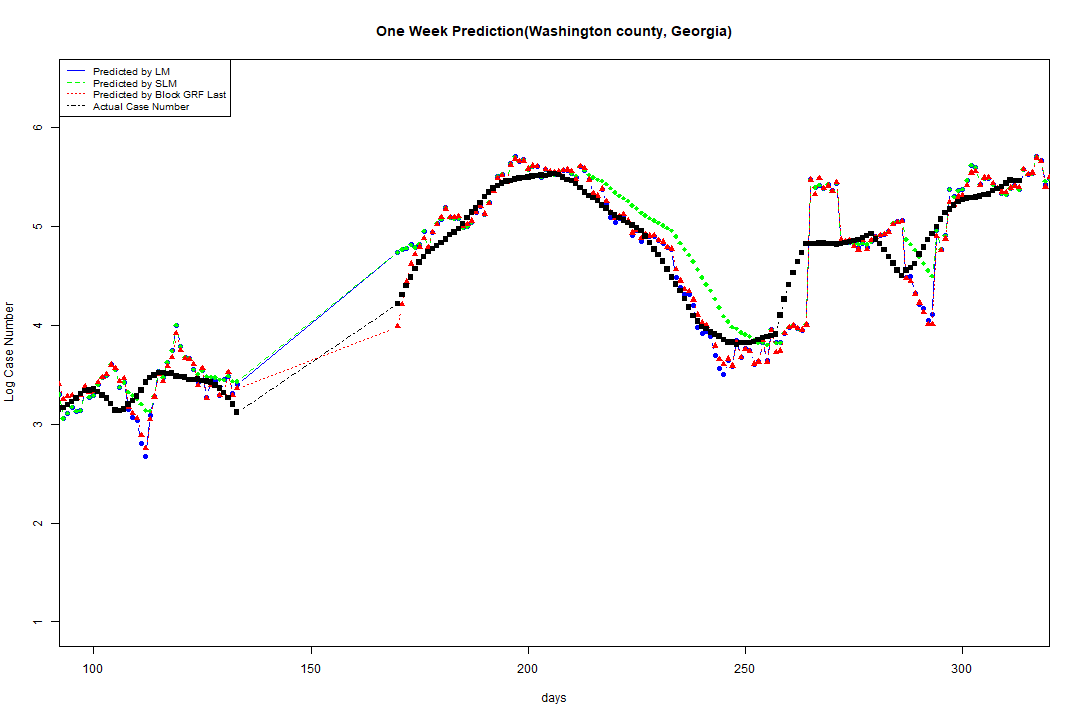 One Week Prediction(Washington county, Georgia)
Predicted by LM
Predicted by SLM
Predicted by Block GRF Last
Actual Case Number
Log Case Number
6
5
4
3
2
1
100 150 200 250 300
days